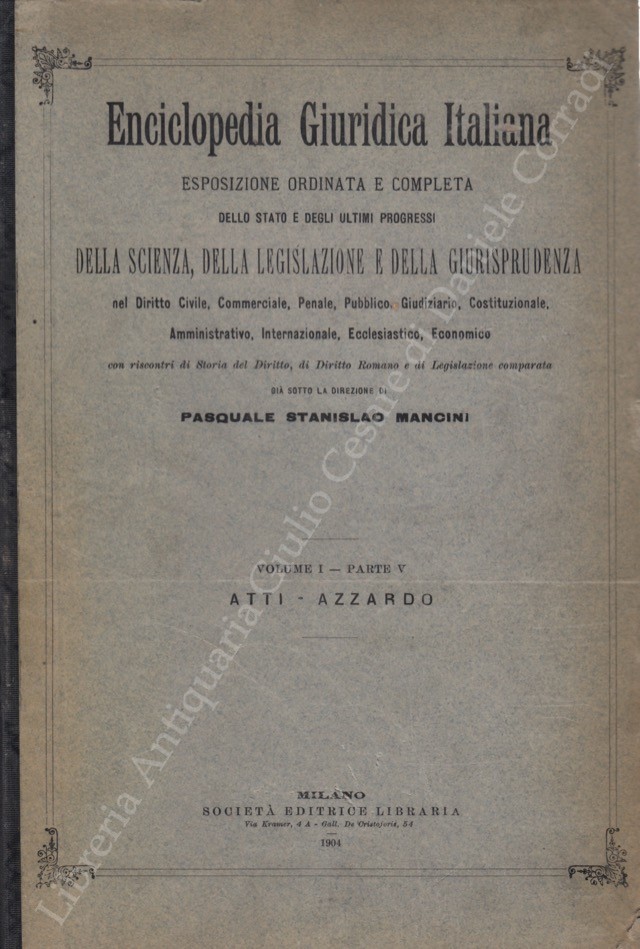 Enciclopedia Giuridica Italiana
ESPOSIZIONE ORDINATA E COMPLETA
DELLO STATO E DEGLI ULTIMI PROGRESSI
DELLA SCIENZA, DELLA LEGISLAZIONE E DELLA GIURISPRUDENZA
nel Diritto Civile, Commerciale, Penale, Pubblico, Giudiziario, Costituzionale,
Amministrativo, Internazionale, Ecclesiastico, Economico
con riscontri di Storia del Diritto, di Diritto Romano e di Legislazione comparata
GIÀ SOTTO LA DIREZIONE DI
PASQUALE STANISLAO MANCINI
VOLUME I — PARTE V
ATTI - AZZARDO
MILANO
SOCIETÀ EDITRICE LIBRARIA
Via Kramer, 4 A - Gall. De Cristoforis, 54
1904
Libreria Antiquaria Giulio Cesare di Daniele Corradi